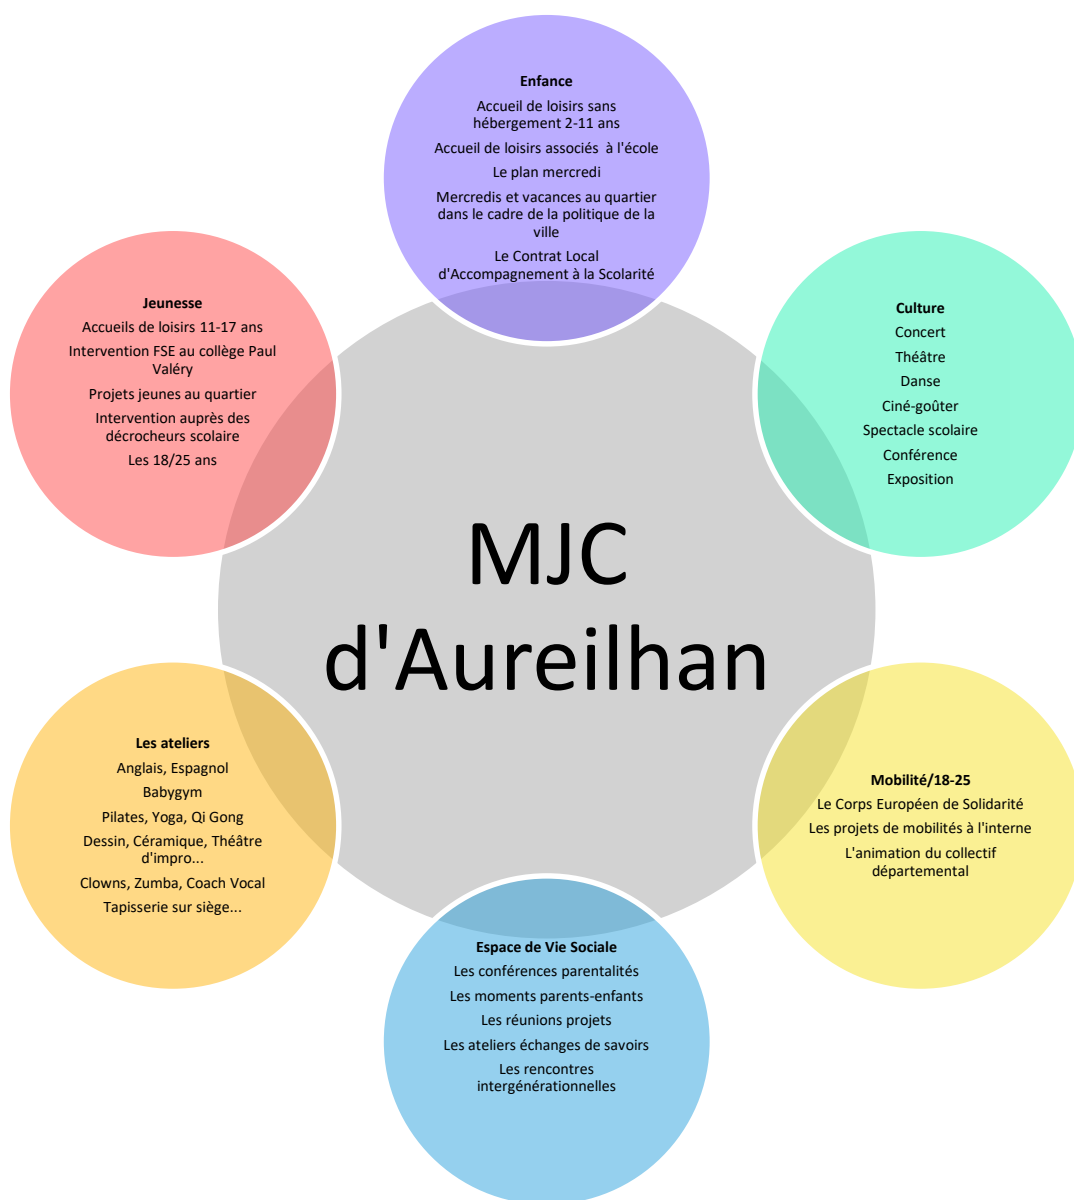 Enfance
Accueil de loisirs sans
hébergement 2-11 ans
Accueil de loisirs associés à l'école
Le plan mercredi
Mercredis et vacances au quartier
dans le cadre de la politique de la
ville
Le Contrat Local
d'Accompagnement à la Scolarité
Culture
Concert
Théâtre
Danse
Ciné-goûter
Spectacle scolaire
Conférence
Exposition
Mobilité/18-25
Le Corps Européen de Solidarité
Les projets de mobilités à l'interne
L'animation du collectif
départemental
Espace de Vie Sociale
Les conférences parentalités
Les moments parents-enfants
Les réunions projets
Les ateliers échanges de savoirs
Les rencontres
intergénérationnelles
Les ateliers
Anglais, Espagnol
Babygym
Pilates, Yoga, Qi Gong
Dessin, Céramique, Théâtre
d'impro...
Clowns, Zumba, Coach Vocal
Tapisserie sur siège...
Jeunesse
Accueils de loisirs 11-17 ans
Intervention FSE au collège Paul
Valéry
Projets jeunes au quartier
Intervention auprès des
décrocheurs scolaire
Les 18/25 ans
MJC
d'Aureilhan